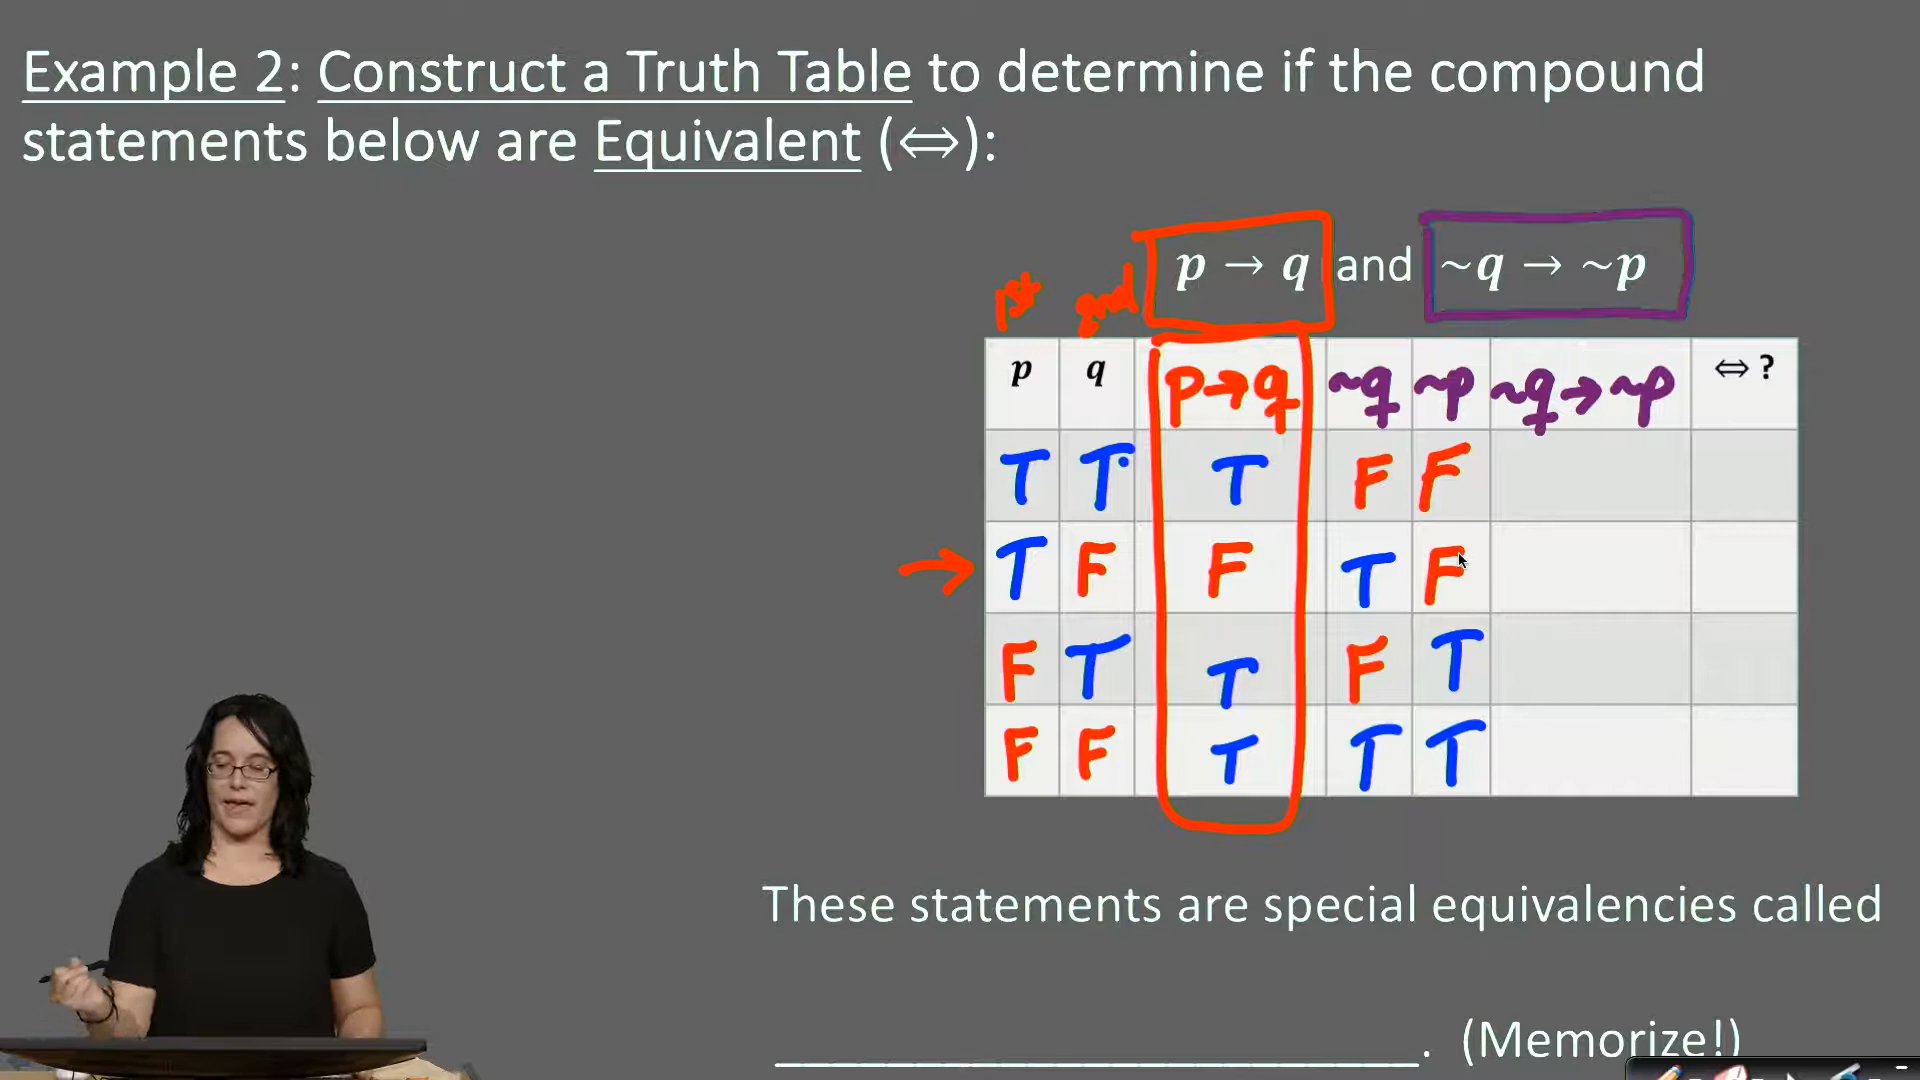 Example 2: Construct a Truth Table to determine if the compound
statements below are Equivalent (⇔):
p → q and ~q → ~p
1st 2nd
p q p→q ~q ~p ~q→~p ⇔ ?
T T T F F
T F F T F
F T T F T
F F T T T
These statements are special equivalencies called
__________________________. (Memorize!)